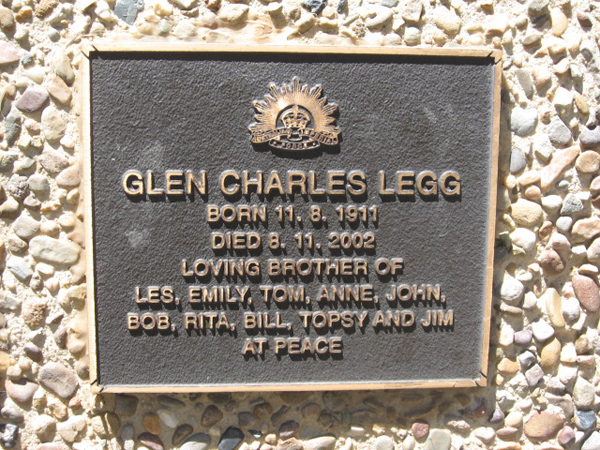 GLEN CHARLES LEGG
BORN 11. 8. 1911
DIED 8. 11. 2002
LOVING BROTHER OF
LES, EMILY, TOM, ANNE, JOHN,
BOB, RITA, BILL, TOPSY AND JIM
AT PEACE